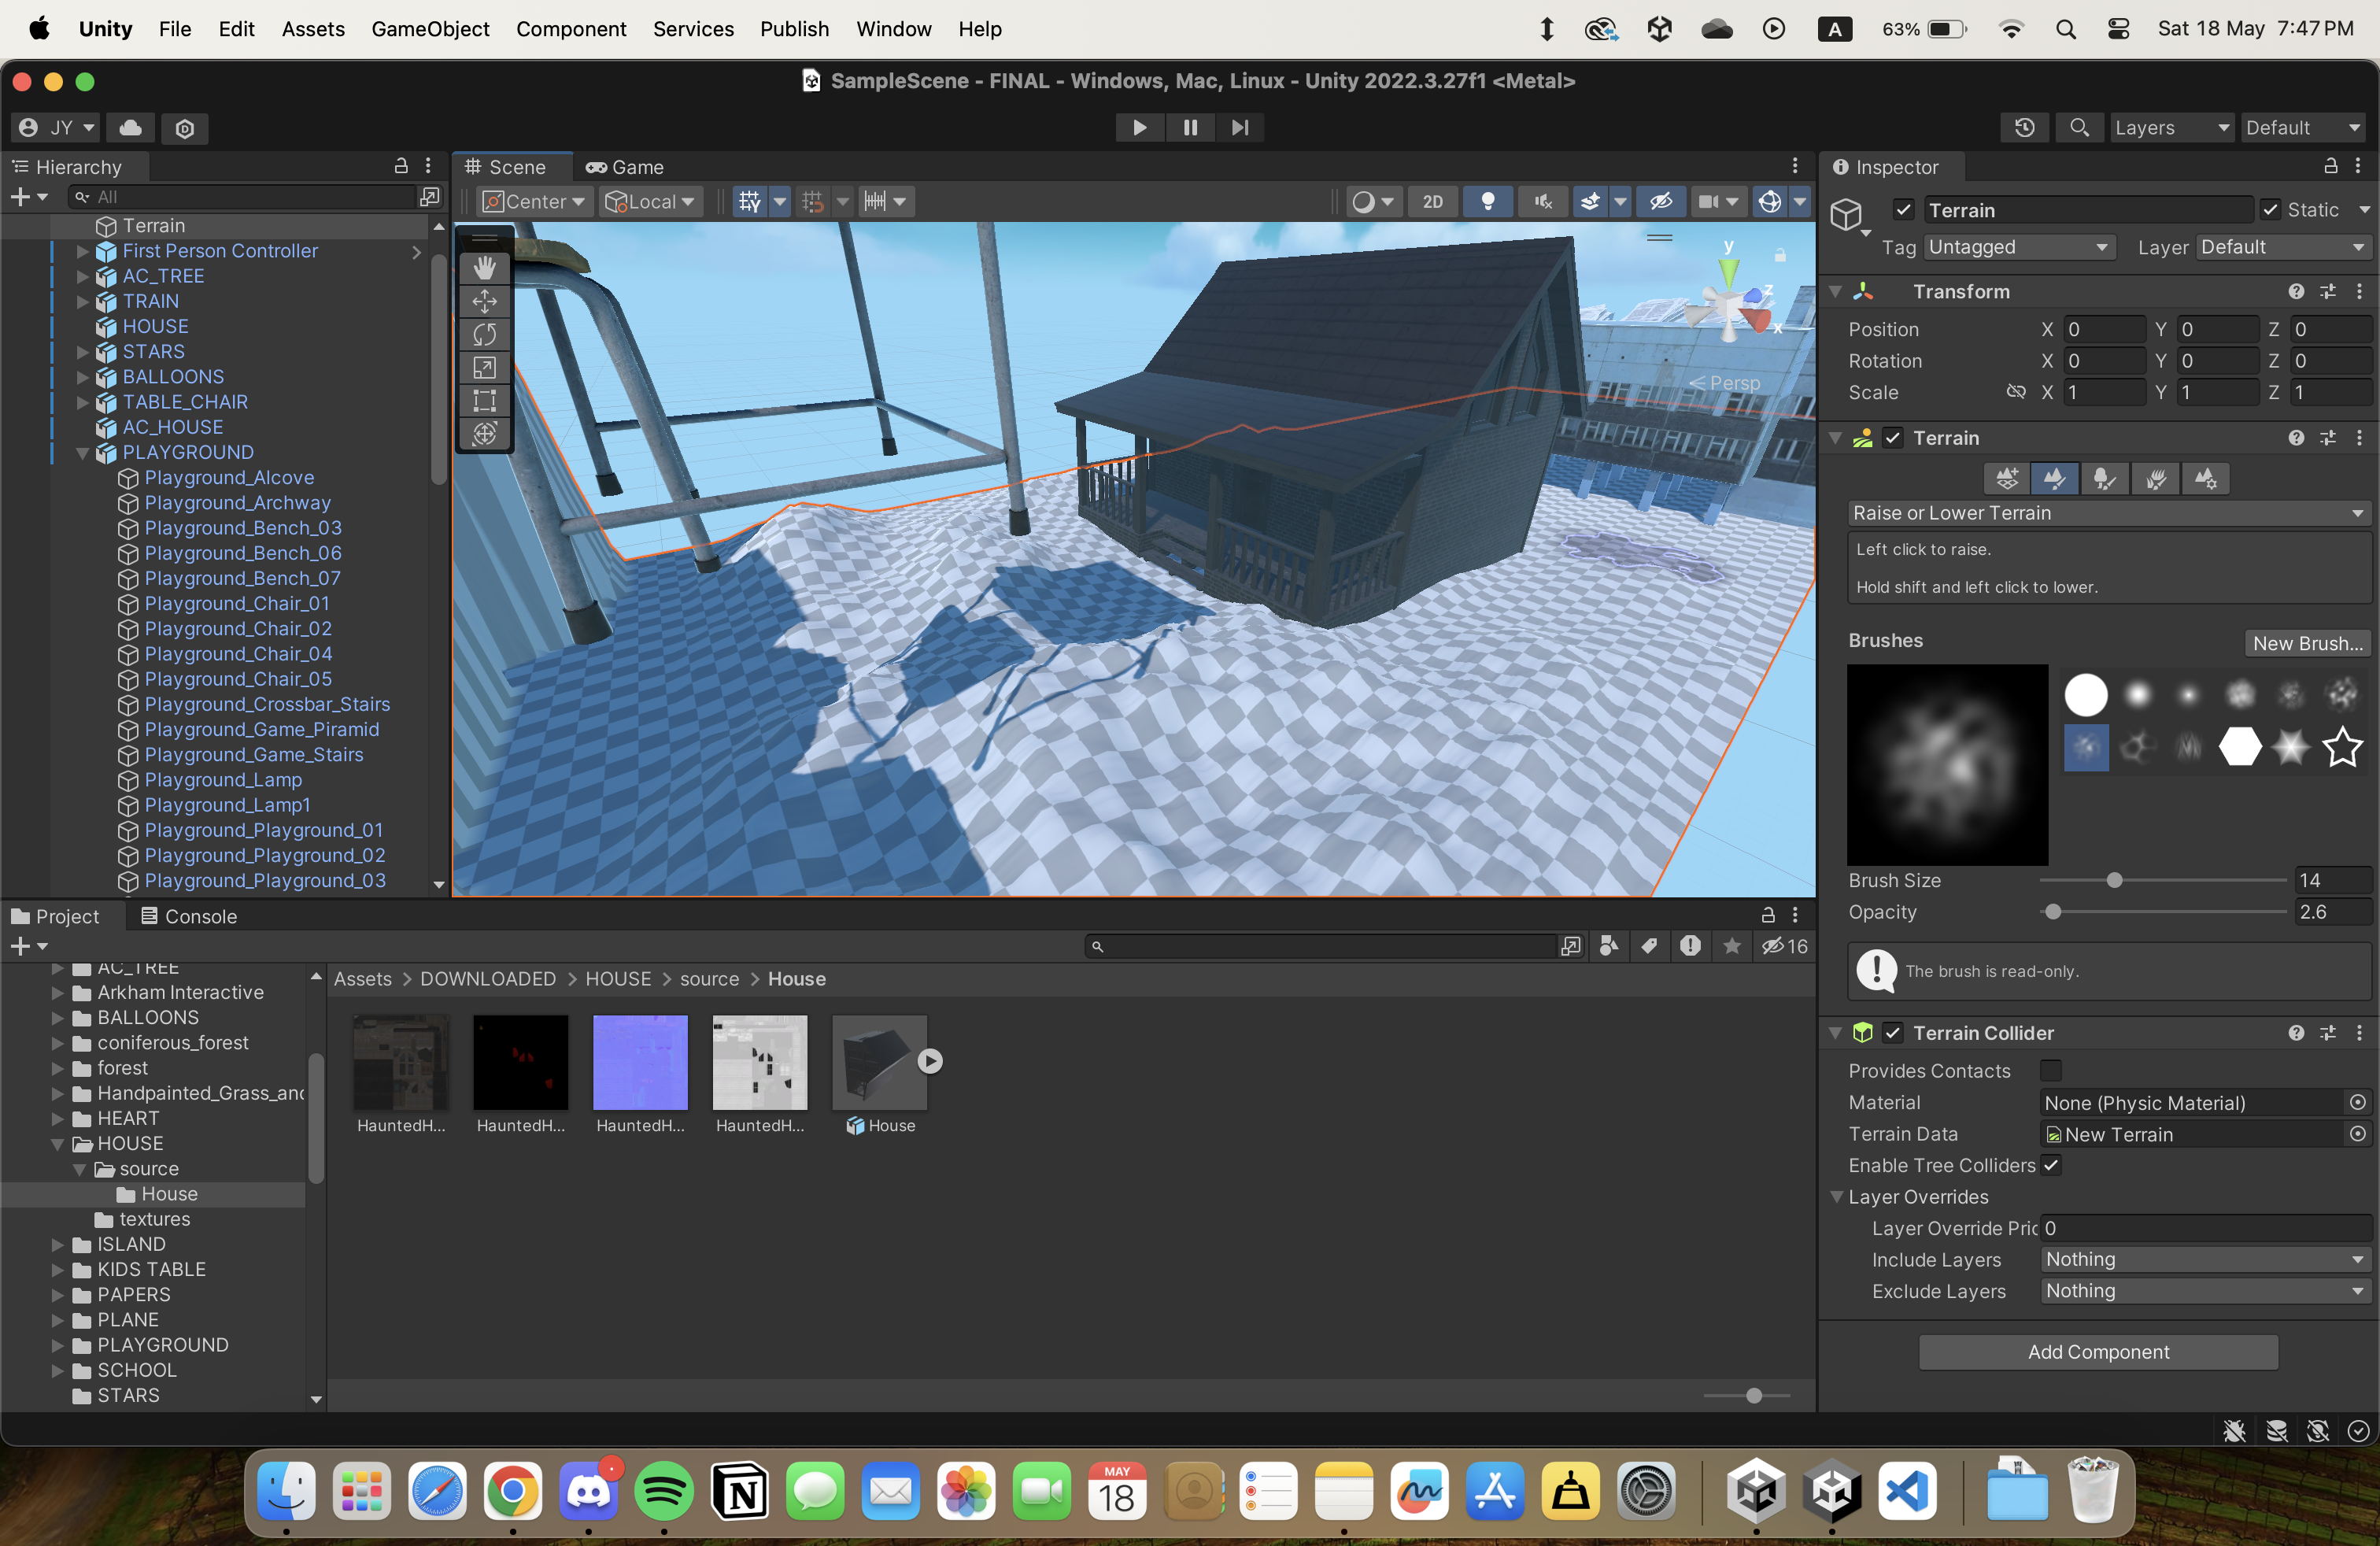 Unity File Edit Assets GameObject Component Services Publish Window Help A 63% Sat 18 May 7:47 PM
SampleScene - FINAL - Windows, Mac, Linux - Unity 2022.3.27f1 <Metal>
JY Layers Default
Hierarchy
All
Terrain
First Person Controller
AC_TREE
TRAIN
HOUSE
STARS
BALLOONS
TABLE_CHAIR
AC_HOUSE
PLAYGROUND
Playground_Alcove
Playground_Archway
Playground_Bench_03
Playground_Bench_06
Playground_Bench_07
Playground_Chair_01
Playground_Chair_02
Playground_Chair_04
Playground_Chair_05
Playground_Crossbar_Stairs
Playground_Game_Piramid
Playground_Game_Stairs
Playground_Lamp
Playground_Lamp1
Playground_Playground_01
Playground_Playground_02
Playground_Playground_03
Scene Game
Center Local 2D
y
z
x
Persp
Inspector
Terrain Static
Tag Untagged Layer Default
Transform
Position X 0 Y 0 Z 0
Rotation X 0 Y 0 Z 0
Scale X 1 Y 1 Z 1
Terrain
Raise or Lower Terrain
Left click to raise.
Hold shift and left click to lower.
Brushes New Brush...
Brush Size 14
Opacity 2.6
The brush is read-only.
Terrain Collider
Provides Contacts
Material None (Physic Material)
Terrain Data New Terrain
Enable Tree Colliders
Layer Overrides
Layer Override Pric 0
Include Layers Nothing
Exclude Layers Nothing
Add Component
Project Console
16
AC_TREE
Arkham Interactive
BALLOONS
coniferous_forest
forest
Handpainted_Grass_and
HEART
HOUSE
source
House
textures
ISLAND
KIDS TABLE
PAPERS
PLANE
PLAYGROUND
SCHOOL
STARS
Assets > DOWNLOADED > HOUSE > source > House
HauntedH... HauntedH... HauntedH... HauntedH... House
MAY
18